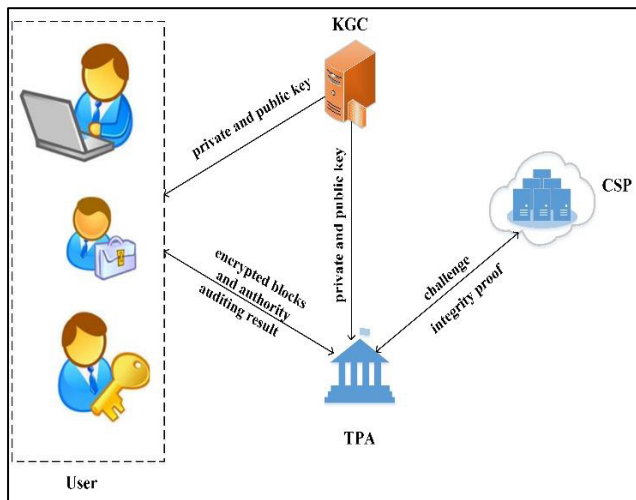 KGC
private and public key
private and public key
CSP
encrypted blocks
and authority
auditing result
challenge
integrity proof
TPA
User